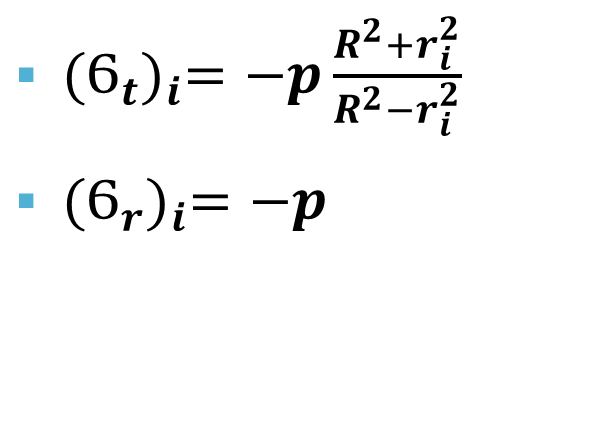 ▪ (6ₜ)ᵢ= −p (R²+rᵢ²)/(R²−rᵢ²)
▪ (6ᵣ)ᵢ= −p